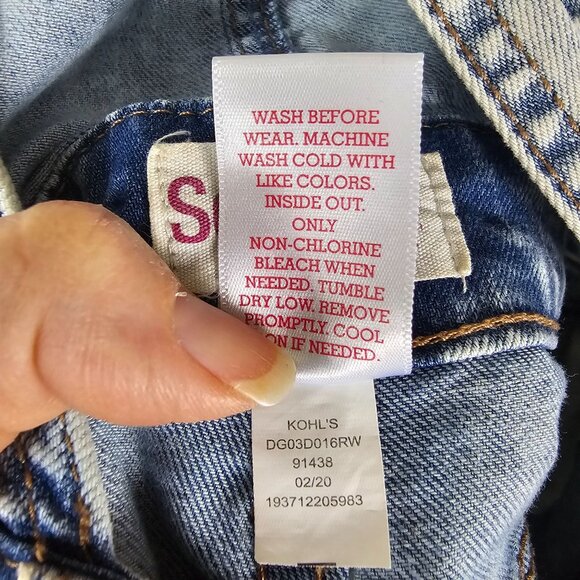 WASH BEFORE
WEAR. MACHINE
WASH COLD WITH
LIKE COLORS.
INSIDE OUT.
ONLY
NON-CHLORINE
BLEACH WHEN
NEEDED. TUMBLE
DRY LOW. REMOVE
PROMPTLY. COOL
IF NEEDED.
KOHL'S
DG03D016RW
91438
02/20
193712205983